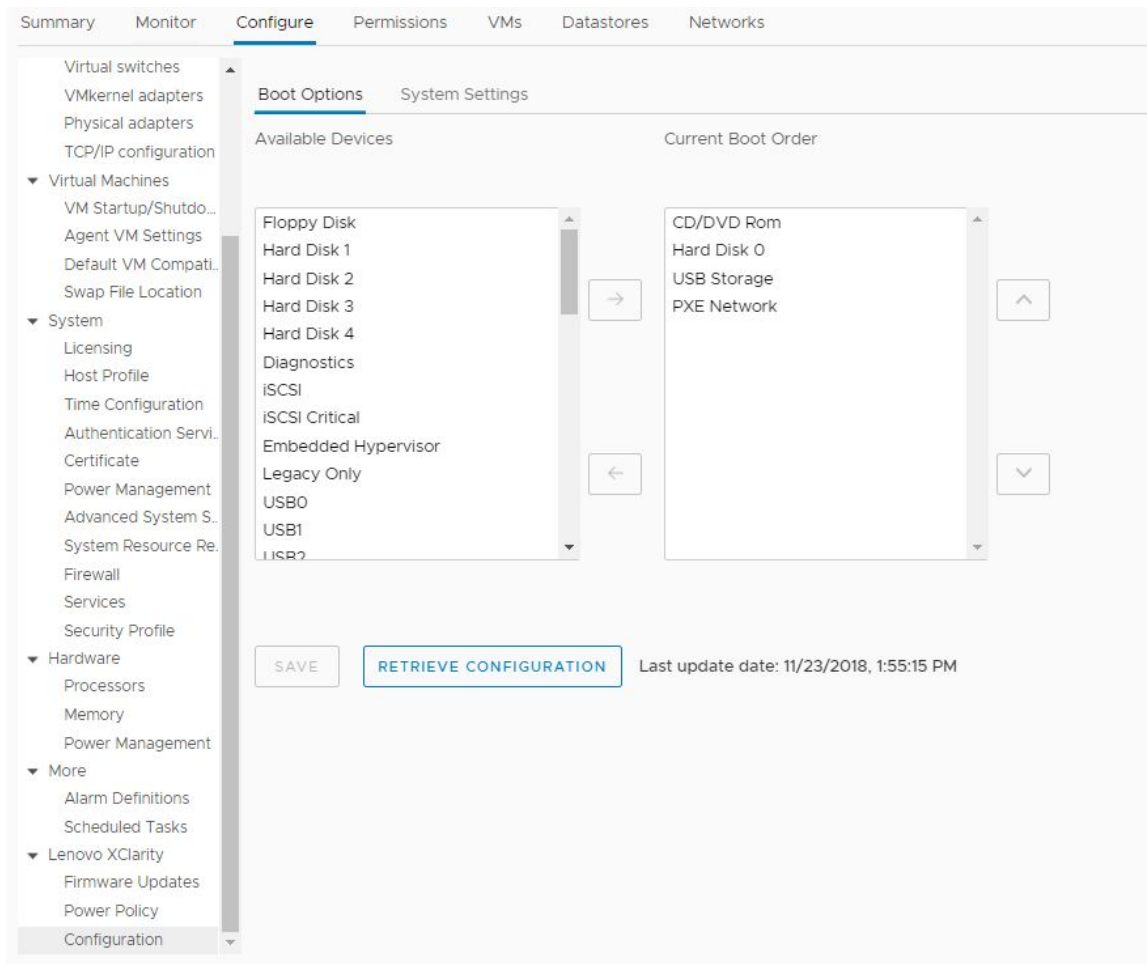 Summary Monitor Configure Permissions VMs Datastores Networks
Virtual switches
VMkernel adapters
Physical adapters
TCP/IP configuration
Virtual Machines
VM Startup/Shutdo...
Agent VM Settings
Default VM Compati..
Swap File Location
System
Licensing
Host Profile
Time Configuration
Authentication Servi..
Certificate
Power Management
Advanced System S..
System Resource Re.
Firewall
Services
Security Profile
Hardware
Processors
Memory
Power Management
More
Alarm Definitions
Scheduled Tasks
Lenovo XClarity
Firmware Updates
Power Policy
Configuration
Boot Options System Settings
Available Devices
Floppy Disk
Hard Disk 1
Hard Disk 2
Hard Disk 3
Hard Disk 4
Diagnostics
iSCSI
iSCSI Critical
Embedded Hypervisor
Legacy Only
USB0
USB1
USB2
Current Boot Order
CD/DVD Rom
Hard Disk 0
USB Storage
PXE Network
SAVE RETRIEVE CONFIGURATION Last update date: 11/23/2018, 1:55:15 PM